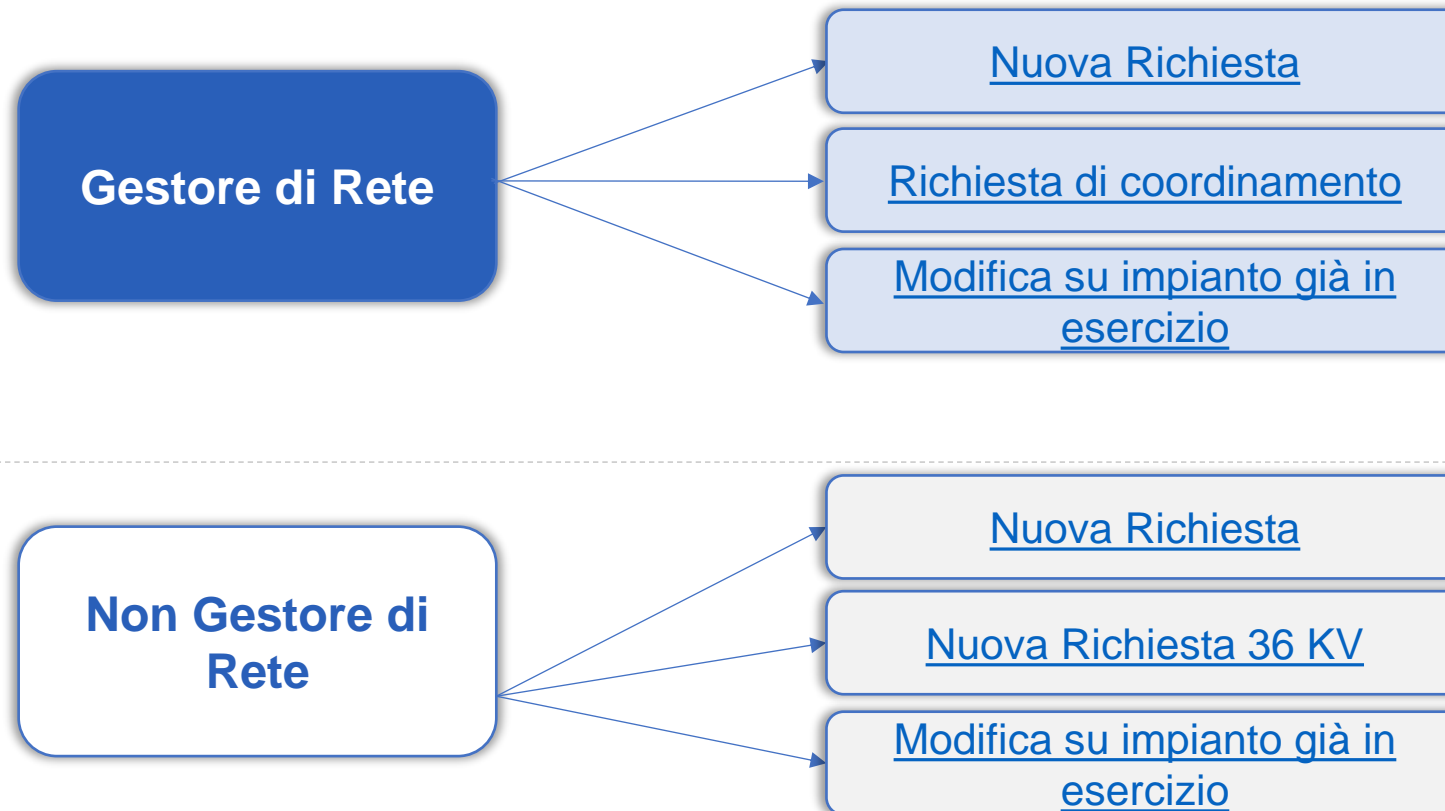 Gestore di Rete
Nuova Richiesta
Richiesta di coordinamento
Modifica su impianto già in
esercizio
Non Gestore di
Rete
Nuova Richiesta
Nuova Richiesta 36 KV
Modifica su impianto già in
esercizio